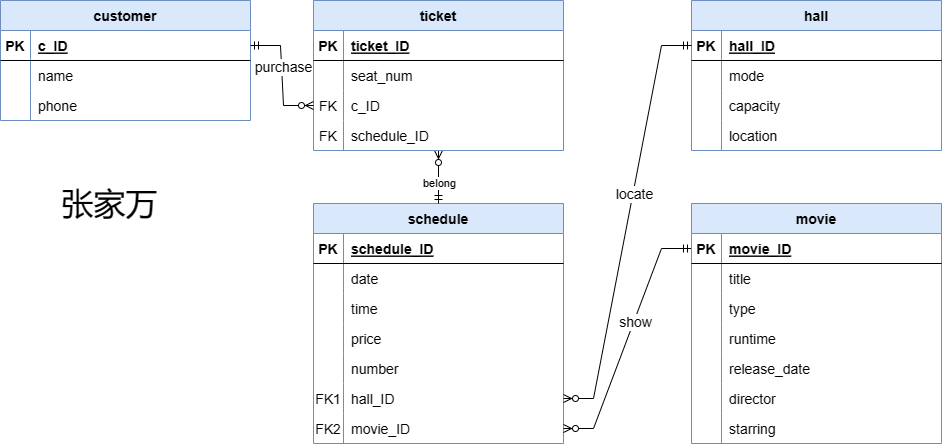 customer
PK c_ID
name
phone
purchase
ticket
PK ticket_ID
seat_num
FK c_ID
FK schedule_ID
belong
hall
PK hall_ID
mode
capacity
location
张家万
locate
schedule
PK schedule_ID
date
time
price
number
FK1 hall_ID
FK2 movie_ID
show
movie
PK movie_ID
title
type
runtime
release_date
director
starring